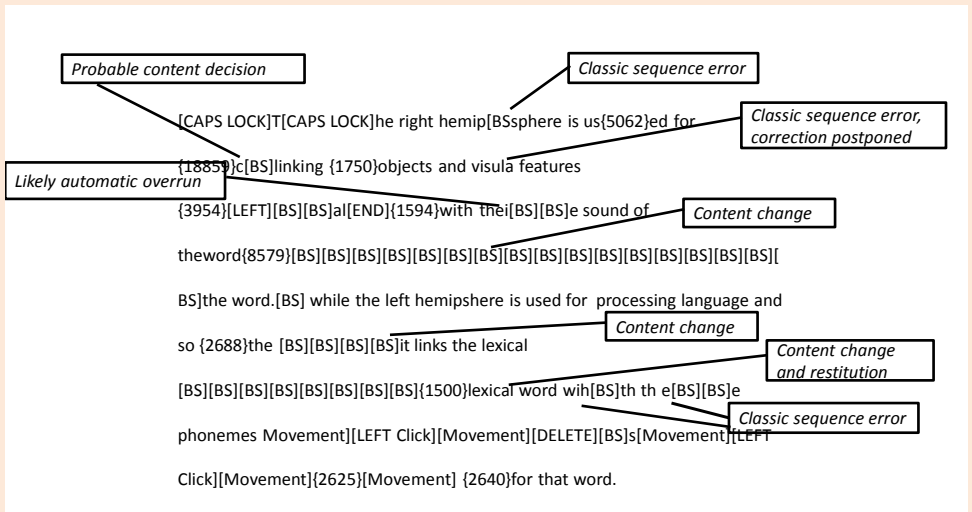 Probable content decision
Classic sequence error
[CAPS LOCK]T[CAPS LOCK]he right hemip[BSsphere is us{5062}ed for
Classic sequence error,
correction postponed
{18859}c[BS]linking {1750}objects and visula features
Likely automatic overrun
{3954}[LEFT][BS][BS]al[END]{1594}with thei[BS][BS]e sound of
Content change
theword{8579}[BS][BS][BS][BS][BS][BS][BS][BS][BS][BS][BS][BS][BS][BS][BS][BS][
BS]the word.[BS] while the left hemipshere is used for processing language and
Content change
so {2688}the [BS][BS][BS][BS]it links the lexical
Content change
and restitution
[BS][BS][BS][BS][BS][BS][BS][BS]{1500}lexical word wih[BS]th th e[BS][BS]e
Classic sequence error
phonemes Movement][LEFT Click][Movement][DELETE][BS]s[Movement][LEFT
Click][Movement]{2625}[Movement] {2640}for that word.